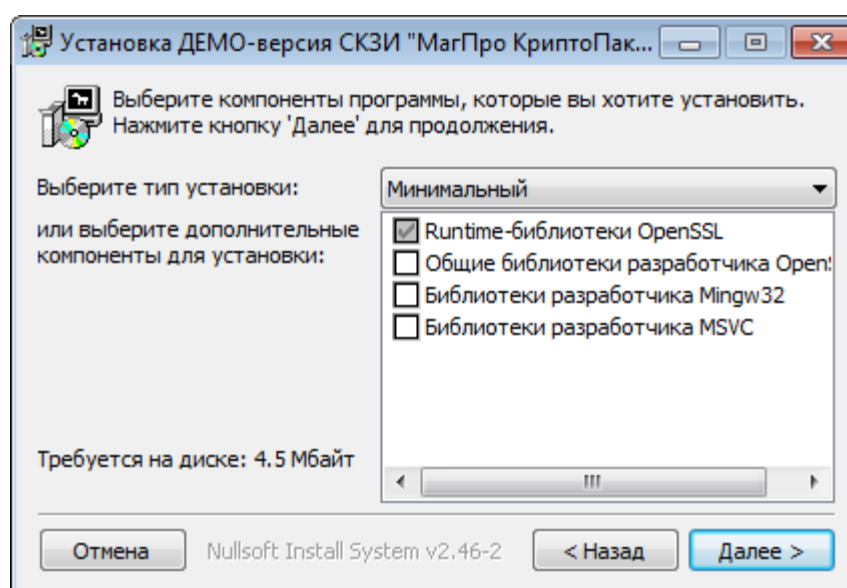 Установка ДЕМО-версия СКЗИ "МагПро КриптоПак...
Выберите компоненты программы, которые вы хотите установить.
Нажмите кнопку 'Далее' для продолжения.
Выберите тип установки:
Минимальный
или выберите дополнительные
компоненты для установки:
Runtime-библиотеки OpenSSL
Общие библиотеки разработчика Open
Библиотеки разработчика Mingw32
Библиотеки разработчика MSVC
Требуется на диске: 4.5 Мбайт
Отмена
Nullsoft Install System v2.46-2
< Назад
Далее >